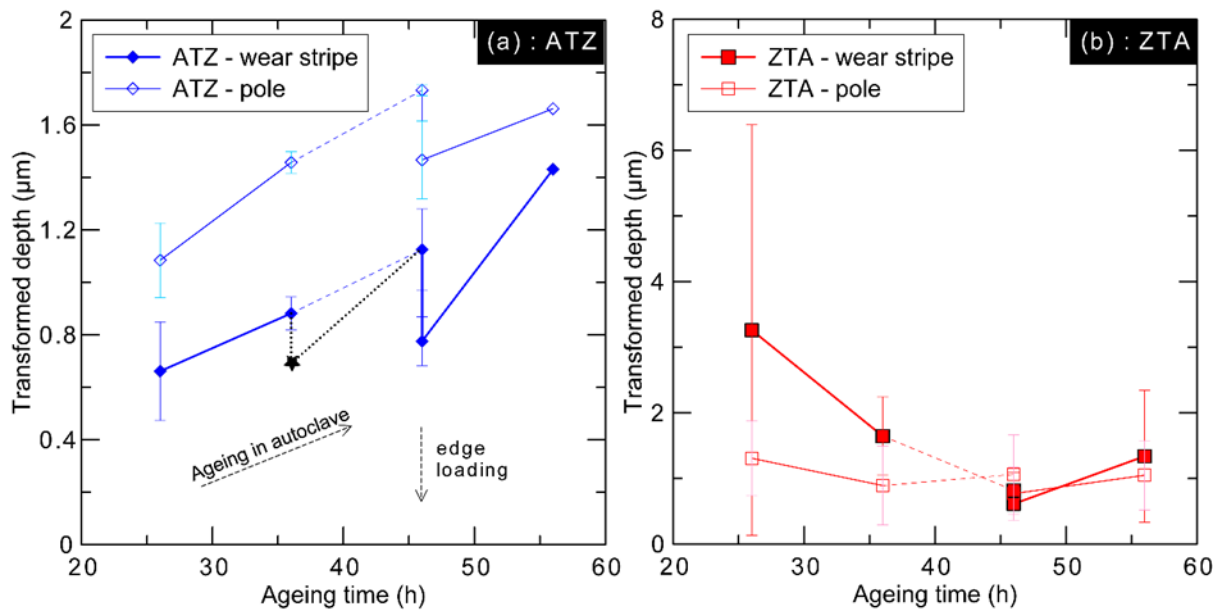 (a) : ATZ
ATZ - wear stripe
ATZ - pole
2
1.6
1.2
0.8
0.4
0
Transformed depth (µm)
Ageing in autoclave
edge
loading
20
30
40
50
60
Ageing time (h)
(b) : ZTA
ZTA - wear stripe
ZTA - pole
8
6
4
2
0
Transformed depth (µm)
20
30
40
50
60
Ageing time (h)